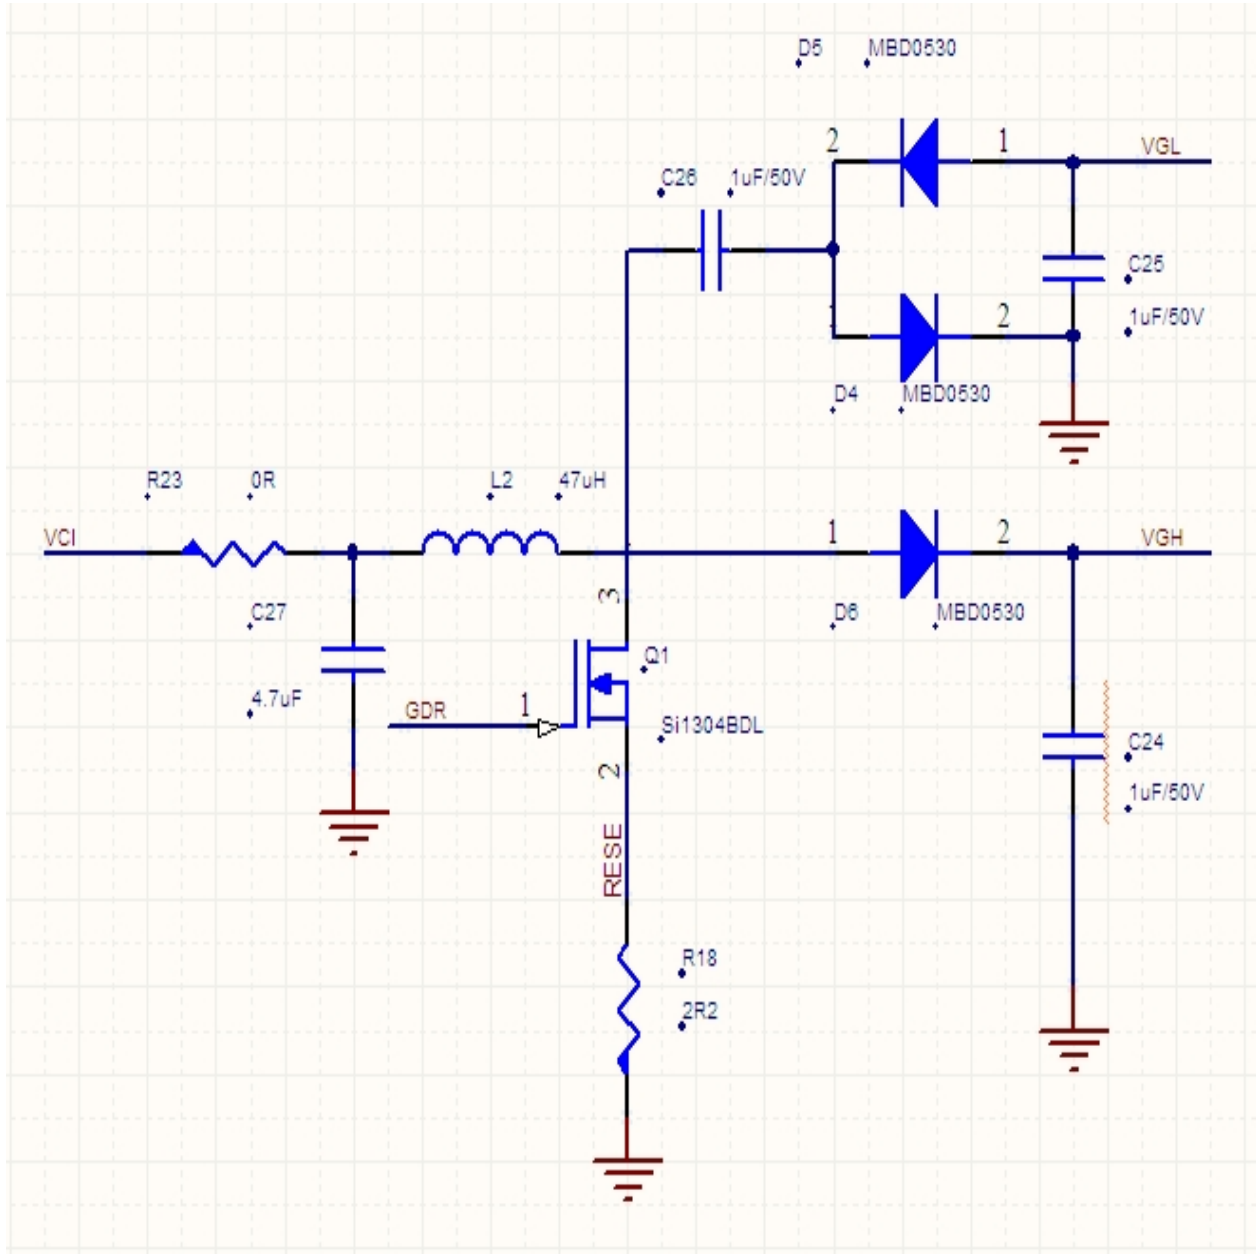 D5 MBD0530
2 1 VGL
C26 1uF/50V
C25
1 2
1uF/50V
D4 MBD0530
R23 0R L2 47uH
VCI 1 2 VGH
3
C27 D6 MBD0530
Q1
4.7uF
GDR 1
Si1304BDL
2
C24
1uF/50V
RESE
R18
2R2